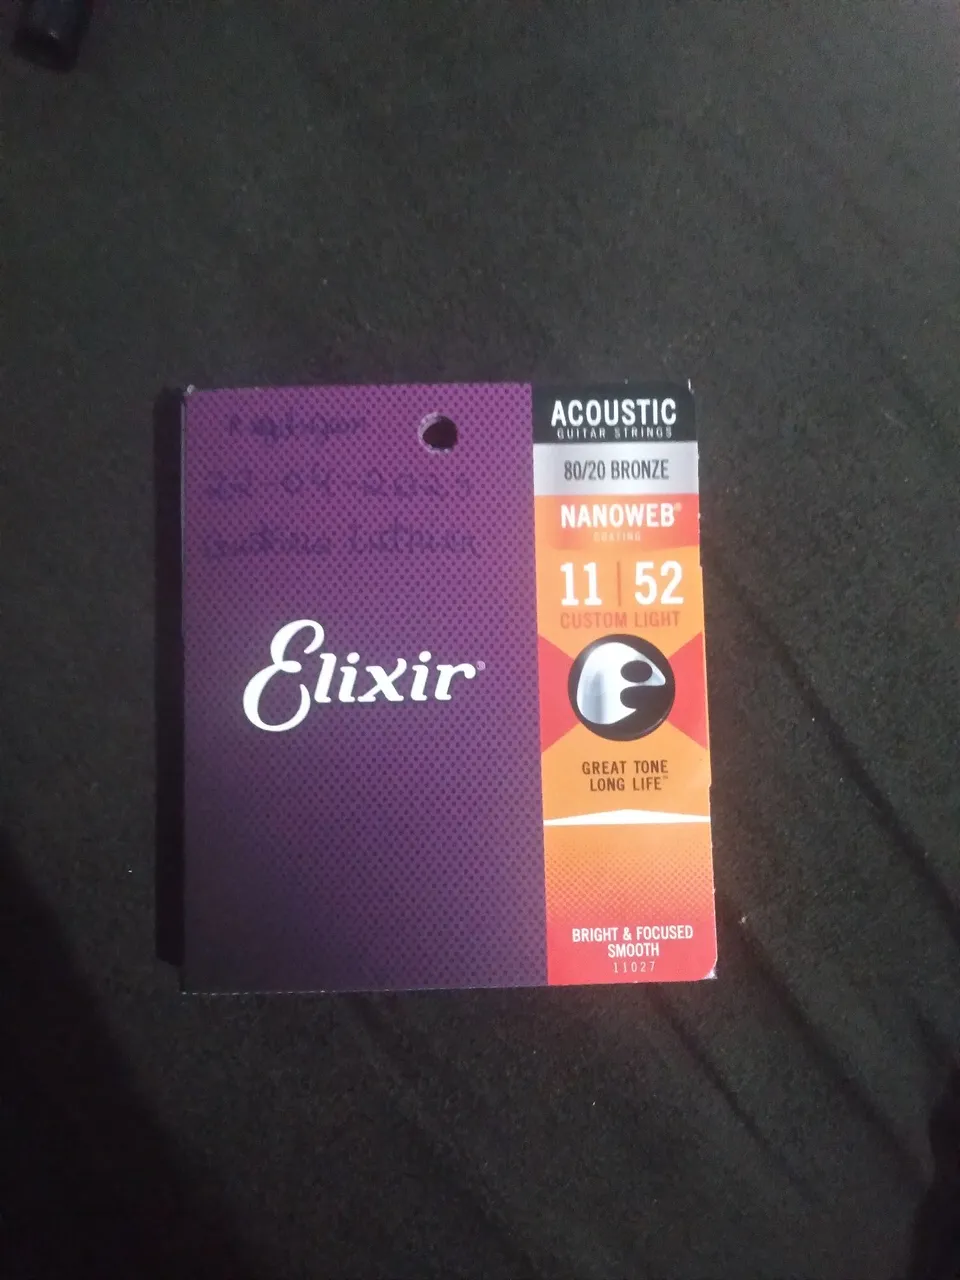 ACOUSTIC
GUITAR STRINGS
80/20 BRONZE
NANOWEB®
COATING
11 | 52
CUSTOM LIGHT
Elixir®
GREAT TONE
LONG LIFE™
BRIGHT & FOCUSED
SMOOTH
11027